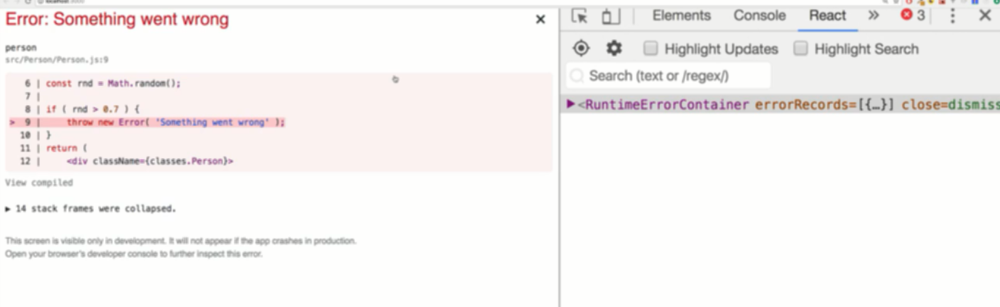 Error: Something went wrong
person
src/Person/Person.js:9
6 | const rnd = Math.random();
7 |
8 | if ( rnd > 0.7 ) {
> 9 |     throw new Error( 'Something went wrong' );
10 | }
11 | return (
12 |     <div className={classes.Person}>
View compiled
▶ 14 stack frames were collapsed.
This screen is visible only in development. It will not appear if the app crashes in production.
Open your browser's developer console to further inspect this error.
Elements Console React » 3
Highlight Updates Highlight Search
Search (text or /regex/)
▶<RuntimeErrorContainer errorRecords=[{…}] close=dismiss